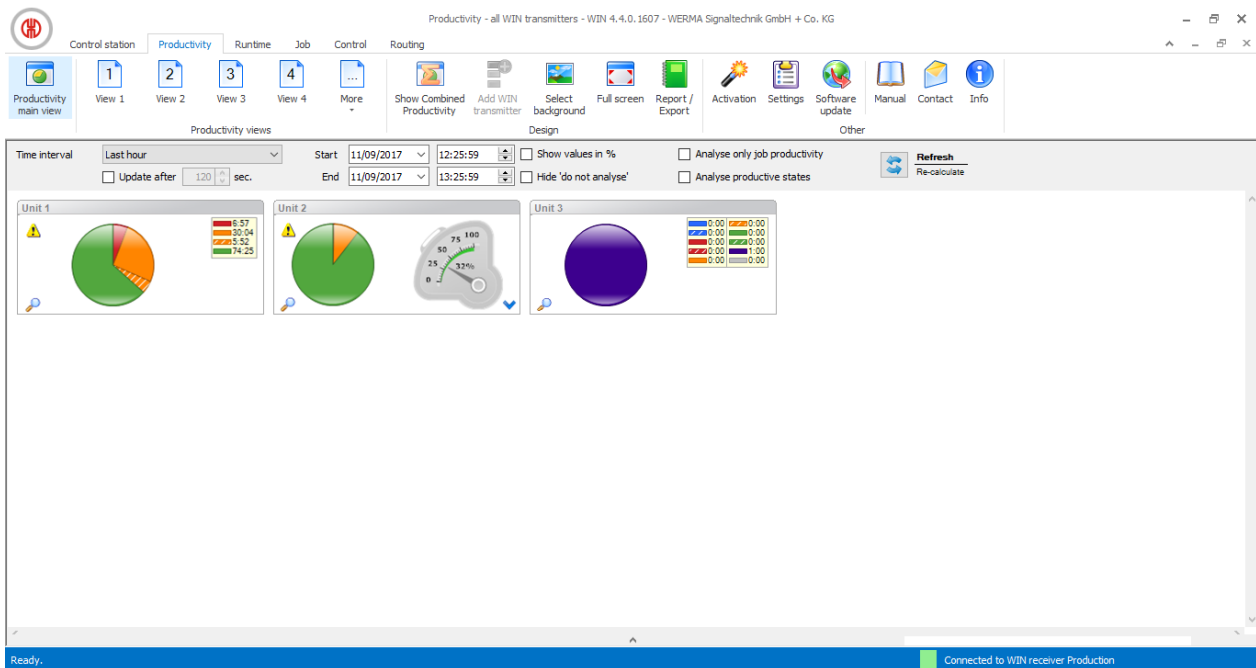 Productivity - all WIN transmitters - WIN 4.4.0.1607 - WERMA Signaltechnik GmbH + Co. KG
Control station Productivity Runtime Job Control Routing
1 2 3 4 ...
Productivity main view View 1 View 2 View 3 View 4 More Show Combined Productivity Add WIN transmitter Select background Full screen Report / Export Activation Settings Software update Manual Contact Info
Productivity views Design Other
Time interval Last hour Start 11/09/2017 12:25:59 Show values in % Analyse only job productivity Refresh
Update after 120 sec. End 11/09/2017 13:25:59 Hide 'do not analyse' Analyse productive states Re-calculate
Unit 1 Unit 2 Unit 3
6:57
30:04
5:52
74:25
0 25 50 75 100
32%
0:00 0:00
0:00 0:00
0:00 0:00
0:00 1:00
0:00 0:00
Ready. Connected to WIN receiver Production